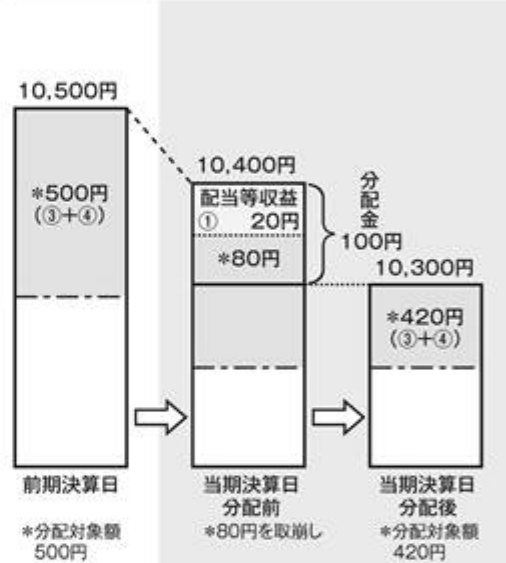 10,500円
*500円
(③+④)
前期決算日
*分配対象額
500円
10,400円
配当等収益
① 20円
*80円
分配金
100円
当期決算日
分配前
*80円を取崩し
10,300円
*420円
(③+④)
当期決算日
分配後
*分配対象額
420円